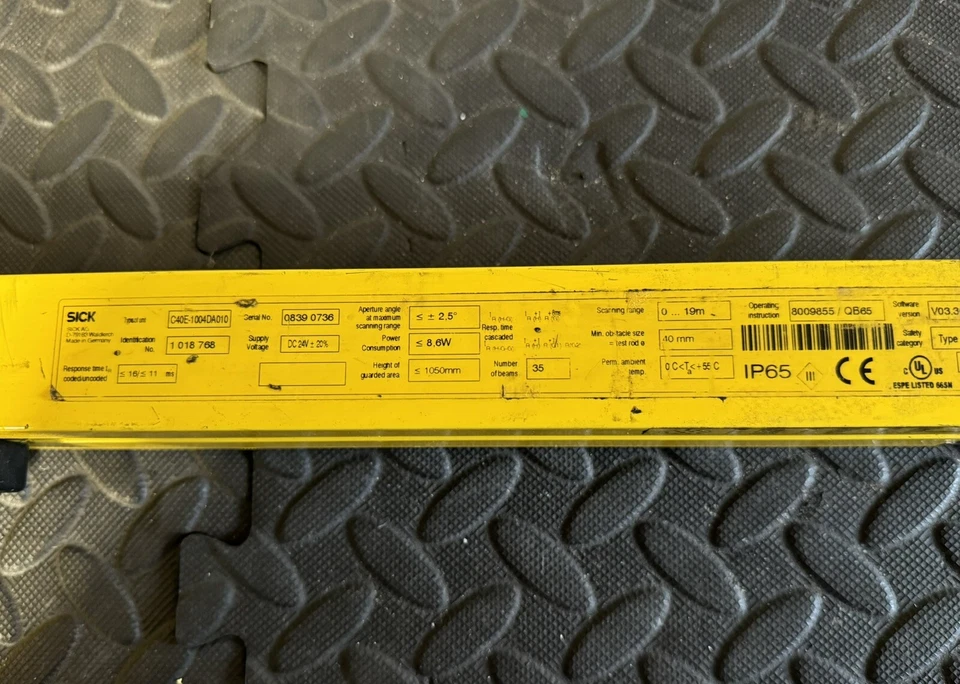 SICK
SICK AG
Made in Germany
Identification No.
1 018 768
Response time
coded/uncoded
≤ 16/≤ 11 ms
C40E-1004DA010
Serial No.
0839 0736
Supply Voltage
DC 24V ± 20%
Aperture angle at maximum scanning range
≤ ± 2,5°
Power Consumption
≤ 8,6W
Height of guarded area
≤ 1050mm
Resp. time cascaded
Number of beams
35
Scanning range
0 ... 19m
Min. obstacle size = test rod ø
40 mm
Perm. ambient temp.
Operating instruction
8009855 / QB65
IP65
III
CE
Software version
V03.3
Safety category
Type
C UL US
ESPE LISTED 66SN